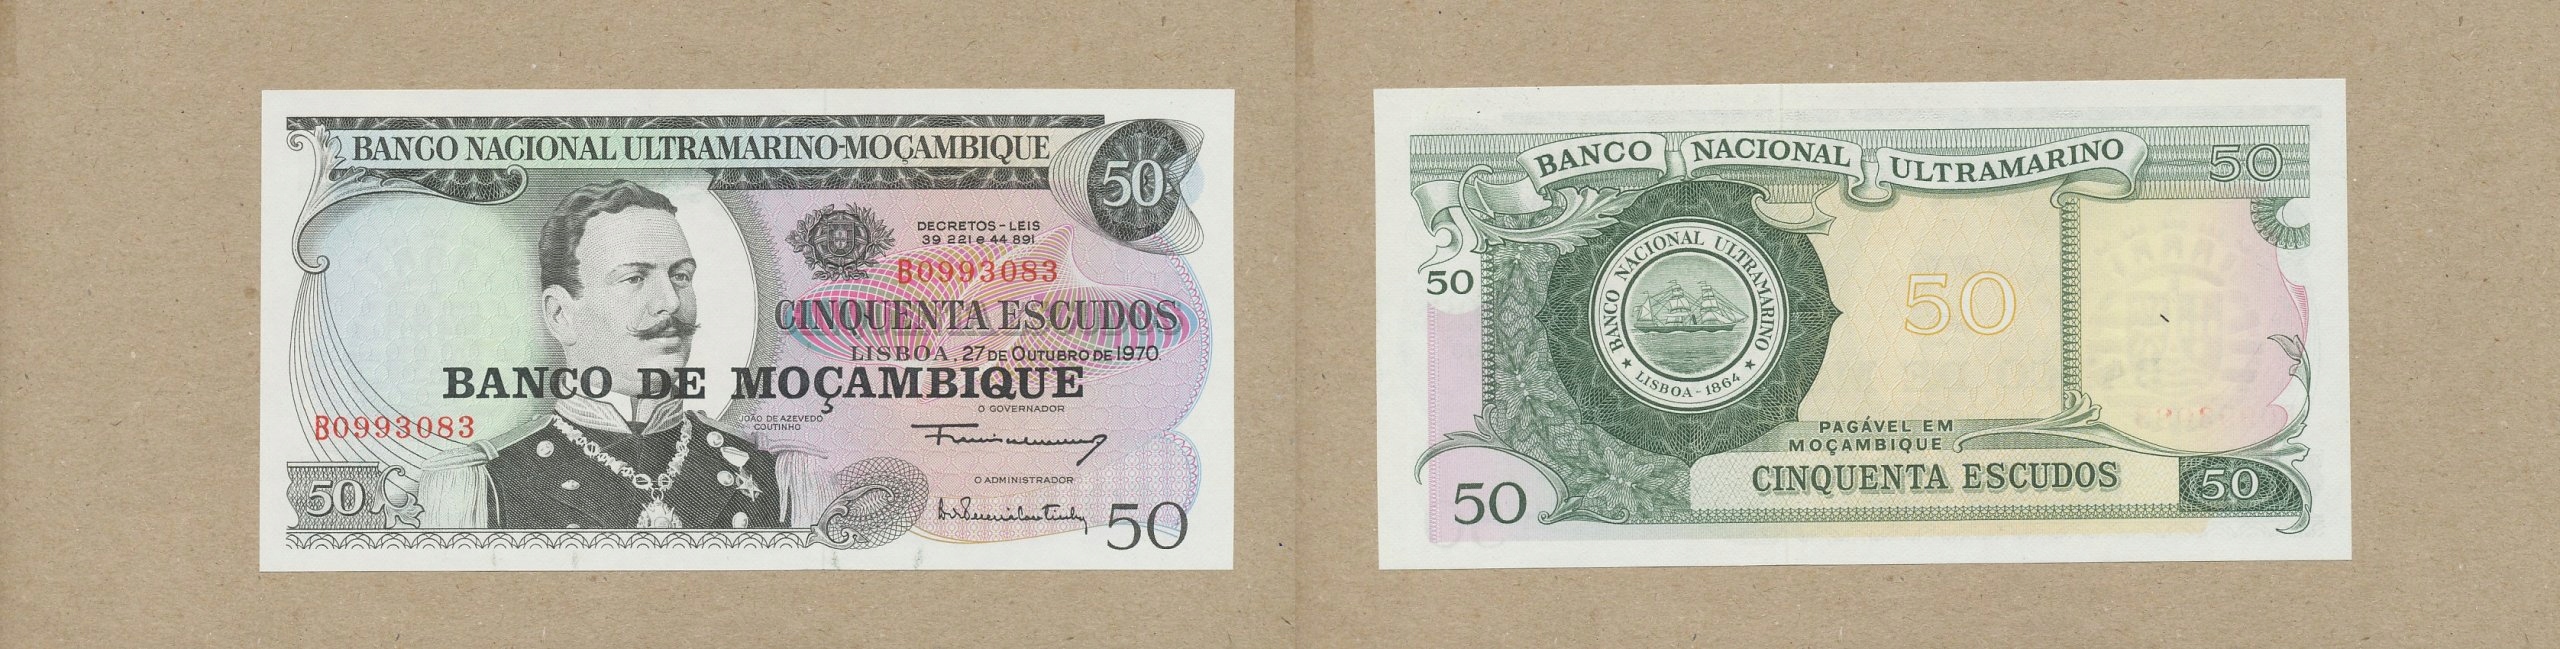 BANCO NACIONAL ULTRAMARINO-MOÇAMBIQUE
50
DECRETOS-LEIS
39 221 e 44 891
B0993083
CINQUENTA ESCUDOS
LISBOA, 27 DE OUTUBRO DE 1970.
BANCO DE MOÇAMBIQUE
O GOVERNADOR
JOÃO DE AZEVEDO
COUTINHO
B0993083
O ADMINISTRADOR
50
50
BANCO NACIONAL ULTRAMARINO
50
BANCO NACIONAL ULTRAMARINO
LISBOA-1864
50
50
PAGÁVEL EM
MOÇAMBIQUE
CINQUENTA ESCUDOS
50
50